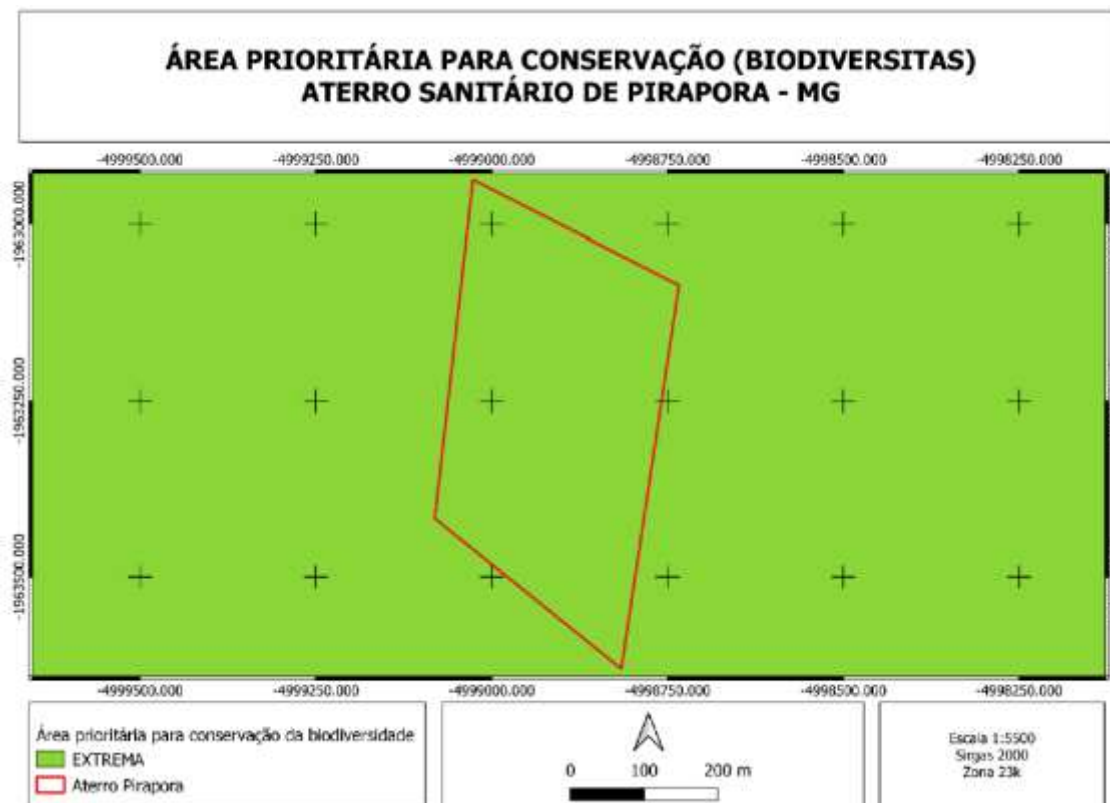 ÁREA PRIORITÁRIA PARA CONSERVAÇÃO (BIODIVERSITAS)
ATERRO SANITÁRIO DE PIRAPORA - MG
-4999500.000 -4999250.000 -4999000.000 -4998750.000 -4998500.000 -4998250.000
-1963000.000
-1963250.000
-1963500.000
-4999500.000 -4999250.000 -4999000.000 -4998750.000 -4998500.000 -4998250.000
Área prioritária para conservação da biodiversidade
EXTREMA
Aterro Pirapora
0 100 200 m
Escala 1:5500
Sirgas 2000
Zona 23k